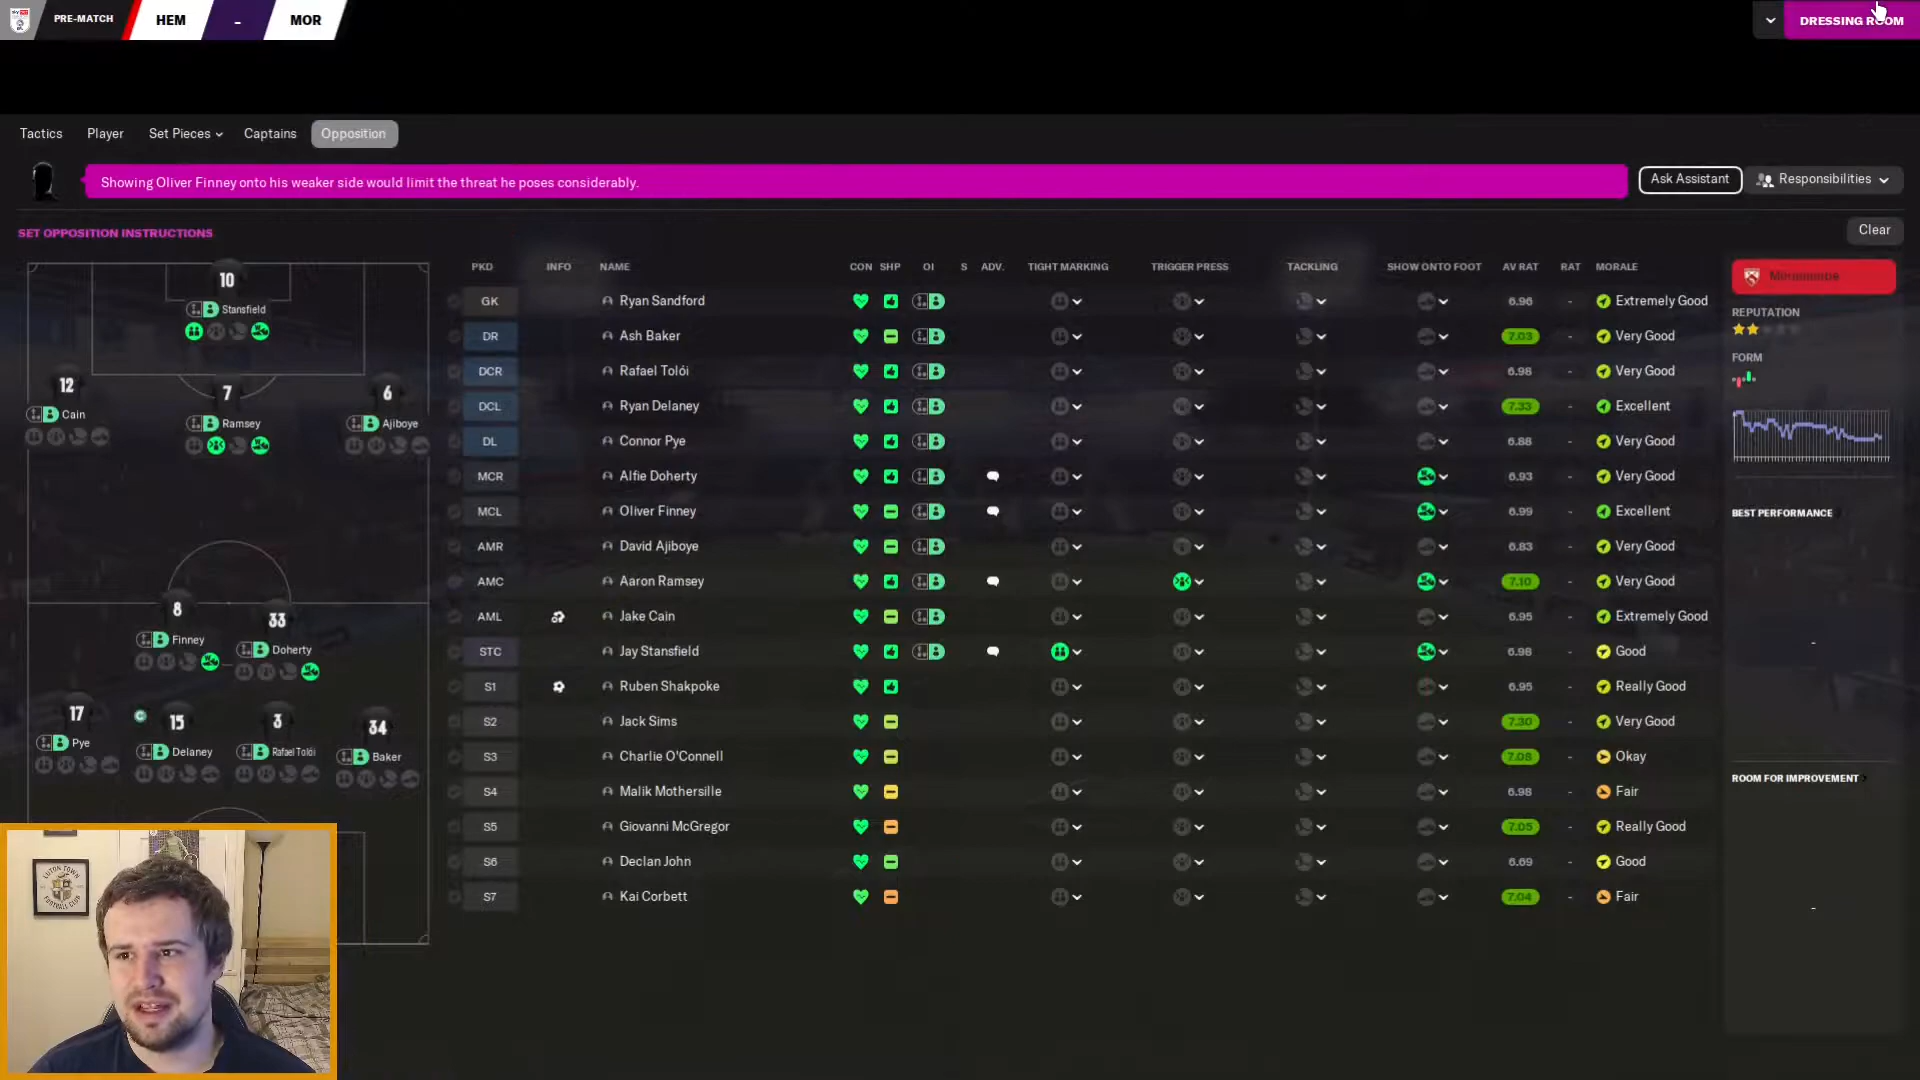 PRE-MATCH HEM - MOR DRESSING ROOM
Tactics Player Set Pieces Captains Opposition
Showing Oliver Finney onto his weaker side would limit the threat he poses considerably. Ask Assistant Responsibilities
SET OPPOSITION INSTRUCTIONS Clear
10
Stansfield
12 7 6
Cain Ramsey Ajiboye
8 33
Finney Doherty
17 C 15 3 34
Pye Delaney Rafael Tolói Baker
LUTON TOWN
FOOTBALL CLUB
PKD INFO NAME CON SHP OI S ADV. TIGHT MARKING TRIGGER PRESS TACKLING SHOW ONTO FOOT AV RAT RAT MORALE
GK Ryan Sandford 6.96 - Extremely Good
DR Ash Baker 7.03 - Very Good
DCR Rafael Tolói 6.98 - Very Good
DCL Ryan Delaney 7.33 - Excellent
DL Connor Pye 6.88 - Very Good
MCR Alfie Doherty 6.93 - Very Good
MCL Oliver Finney 6.99 - Excellent
AMR David Ajiboye 6.83 - Very Good
AMC Aaron Ramsey 7.10 - Very Good
AML Jake Cain 6.95 - Extremely Good
STC Jay Stansfield 6.98 - Good
S1 Ruben Shakpoke 6.95 - Really Good
S2 Jack Sims 7.30 - Very Good
S3 Charlie O'Connell 7.08 - Okay
S4 Malik Mothersille 6.98 - Fair
S5 Giovanni McGregor 7.05 - Really Good
S6 Declan John 6.69 - Good
S7 Kai Corbett 7.04 - Fair
Morecambe
REPUTATION
FORM
BEST PERFORMANCE
-
ROOM FOR IMPROVEMENT
-